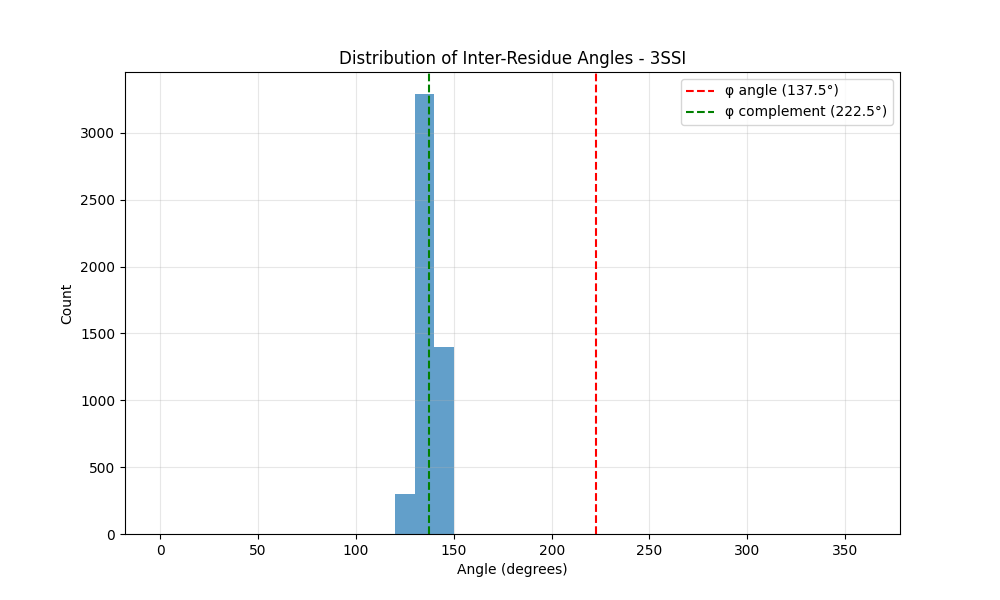 Distribution of Inter-Residue Angles - 3SSI
φ angle (137.5°)
φ complement (222.5°)
3000
2500
2000
1500
1000
500
0
Count
0 50 100 150 200 250 300 350
Angle (degrees)